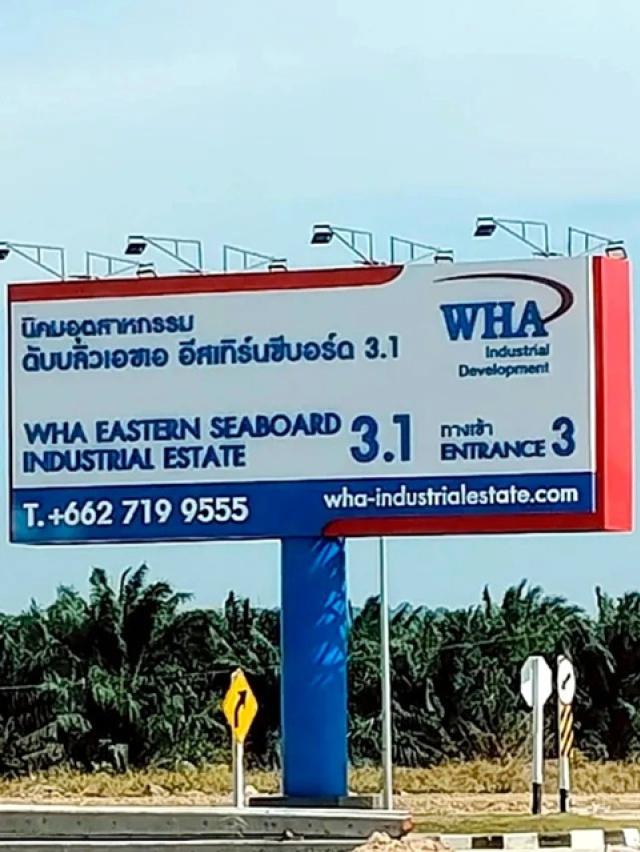 นิคมอุตสาหกรรม
ดับบลิวเอชเอ อีสเทิร์นซีบอร์ด 3.1
WHA
Industrial
Development
WHA EASTERN SEABOARD
INDUSTRIAL ESTATE
3.1
ทางเข้า
ENTRANCE 3
T.+662 719 9555
wha-industrialestate.com